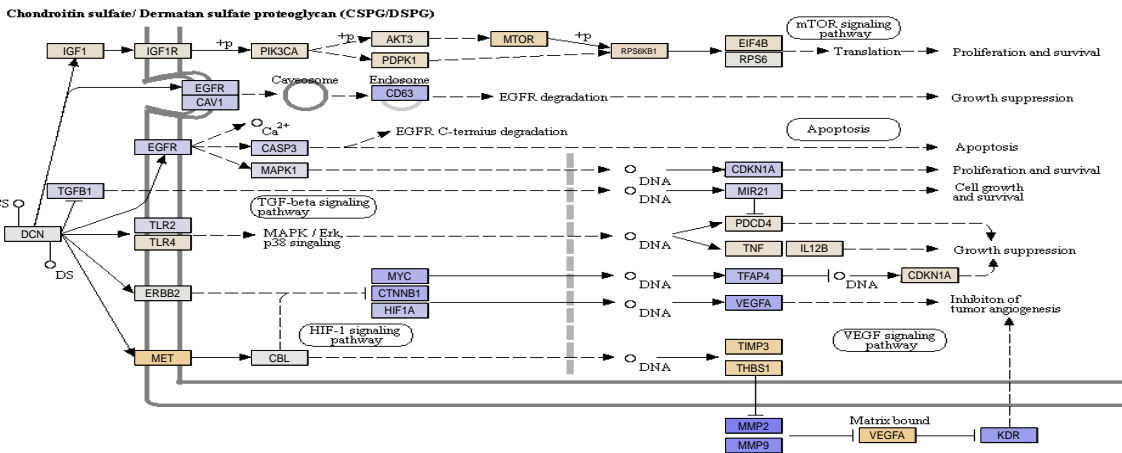 Chondroitin sulfate/ Dermatan sulfate proteoglycan (CSPG/DSPG)
mTOR signaling
pathway
IGF1
IGF1R
+p
PIK3CA
+p
AKT3
PDPK1
MTOR
+p
RPS6KB1
EIF4B
RPS6
Translation
Proliferation and survival
EGFR
CAV1
Caveosome
Endosome
CD63
EGFR degradation
Growth suppression
Ca2+
EGFR C-termius degradation
Apoptosis
EGFR
CASP3
Apoptosis
MAPK1
DNA
CDKN1A
Proliferation and survival
TGFB1
DNA
MIR21
Cell growth
and survival
TGF-beta signaling
pathway
CS
DCN
DS
TLR2
TLR4
MAPK / Erk,
p38 singaling
DNA
PDCD4
TNF
IL12B
Growth suppression
ERBB2
MYC
CTNNB1
HIF1A
DNA
TFAP4
DNA
CDKN1A
DNA
VEGFA
Inhibiton of
tumor angiogenesis
HIF-1 signaling
pathway
VEGF signaling
pathway
MET
CBL
DNA
TIMP3
THBS1
MMP2
MMP9
Matrix bound
VEGFA
KDR